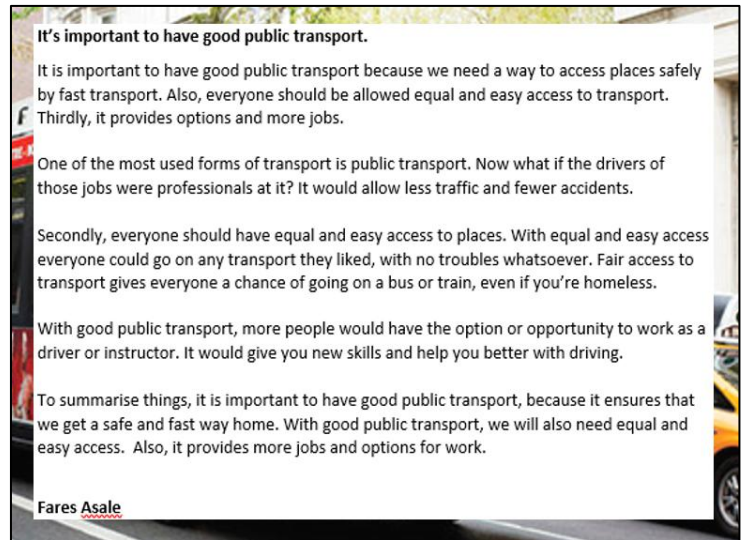 It's important to have good public transport.
It is important to have good public transport because we need a way to access places safely
by fast transport. Also, everyone should be allowed equal and easy access to transport.
Thirdly, it provides options and more jobs.
One of the most used forms of transport is public transport. Now what if the drivers of
those jobs were professionals at it? It would allow less traffic and fewer accidents.
Secondly, everyone should have equal and easy access to places. With equal and easy access
everyone could go on any transport they liked, with no troubles whatsoever. Fair access to
transport gives everyone a chance of going on a bus or train, even if you're homeless.
With good public transport, more people would have the option or opportunity to work as a
driver or instructor. It would give you new skills and help you better with driving.
To summarise things, it is important to have good public transport, because it ensures that
we get a safe and fast way home. With good public transport, we will also need equal and
easy access.  Also, it provides more jobs and options for work.
Fares Asale